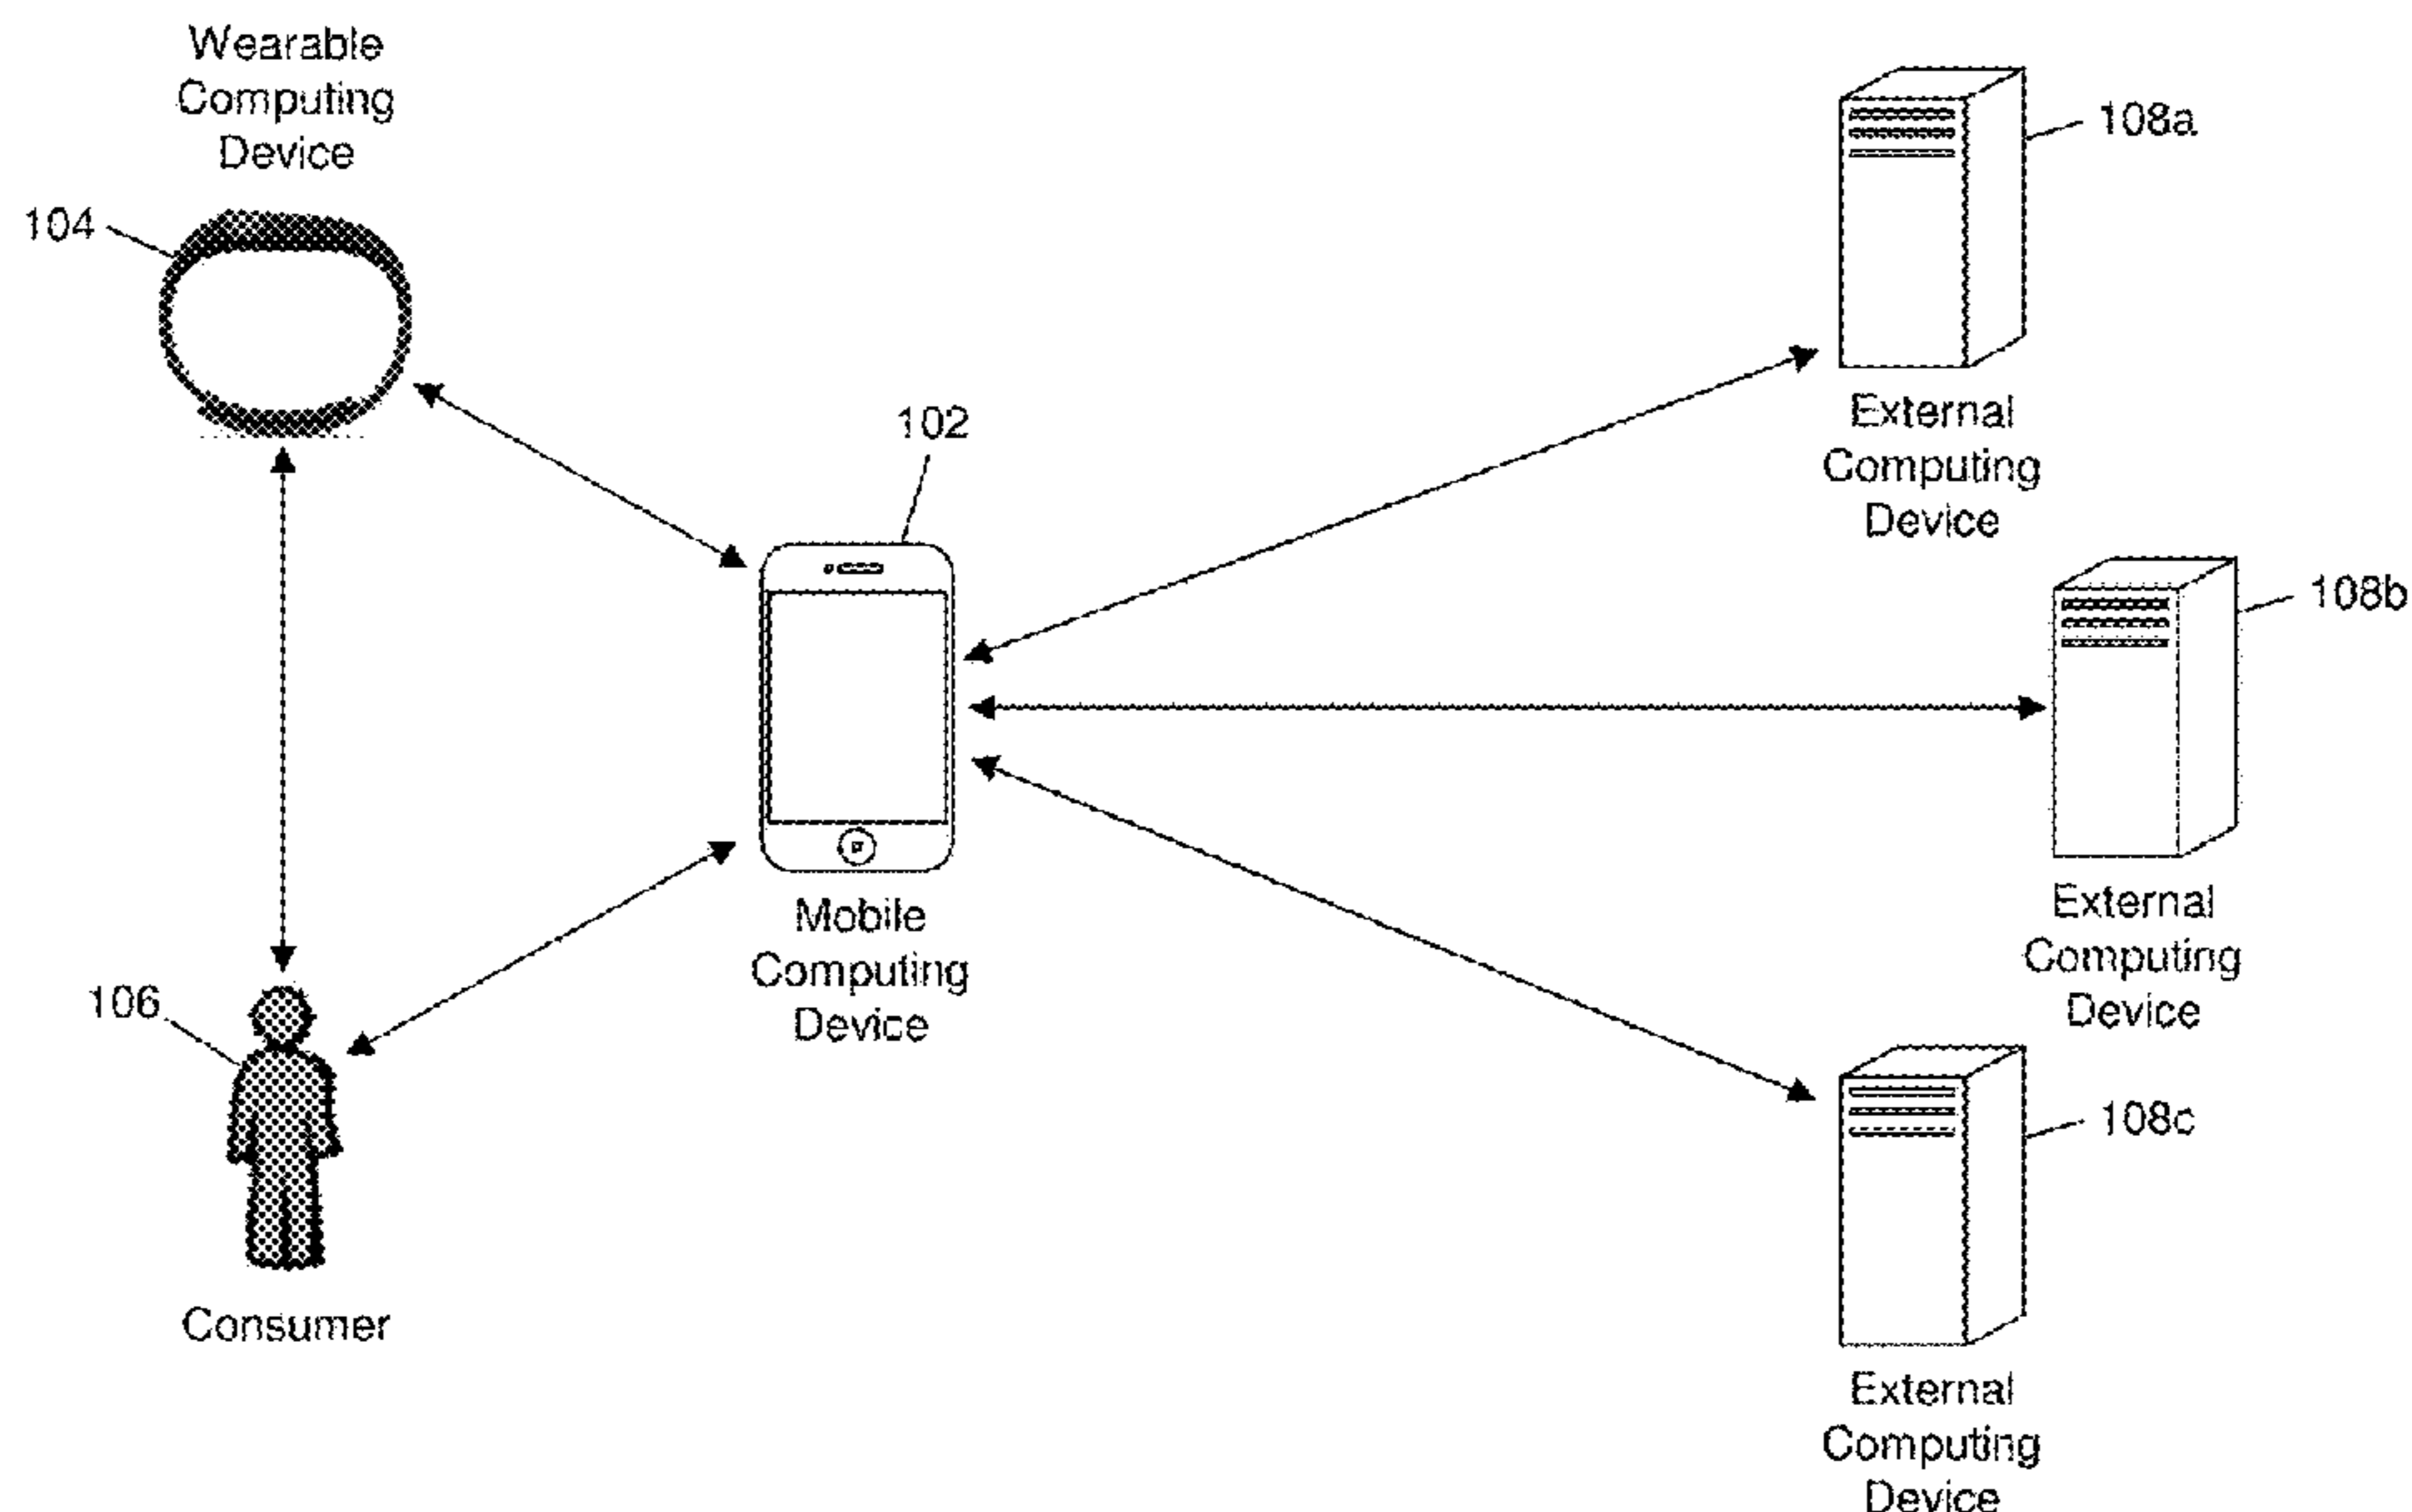 Wearable
Computing
Device
104
108a
External
Computing
Device
102
108b
External
Computing
Device
Mobile
Computing
Device
106
Consumer
108c
External
Computing
Device